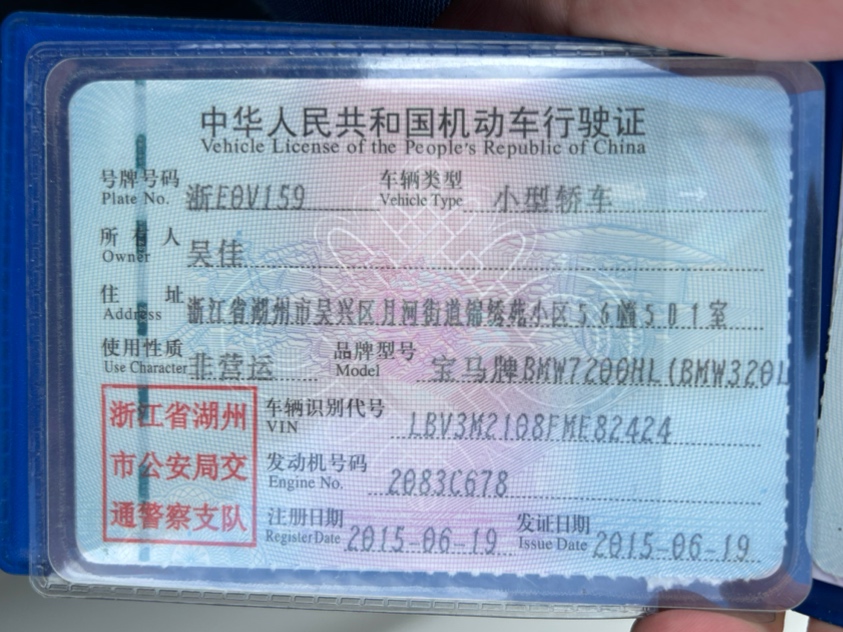 中华人民共和国机动车行驶证
Vehicle License of the People's Republic of China
号牌号码 浙E0V159 车辆类型 小型轿车
Plate No. Vehicle Type
所有人 吴佳
Owner
住址 浙江省湖州市吴兴区月河街道锦绣苑小区56幢501室
Address
使用性质 非营运 品牌型号 宝马牌BMW7200HL(BMW320L
Use Character Model
浙江省湖州
市公安局交
通警察支队
车辆识别代号 LBV3M2108FME82424
VIN
发动机号码 2083C678
Engine No.
注册日期 2015-06-19 发证日期 2015-06-19
Register Date Issue Date